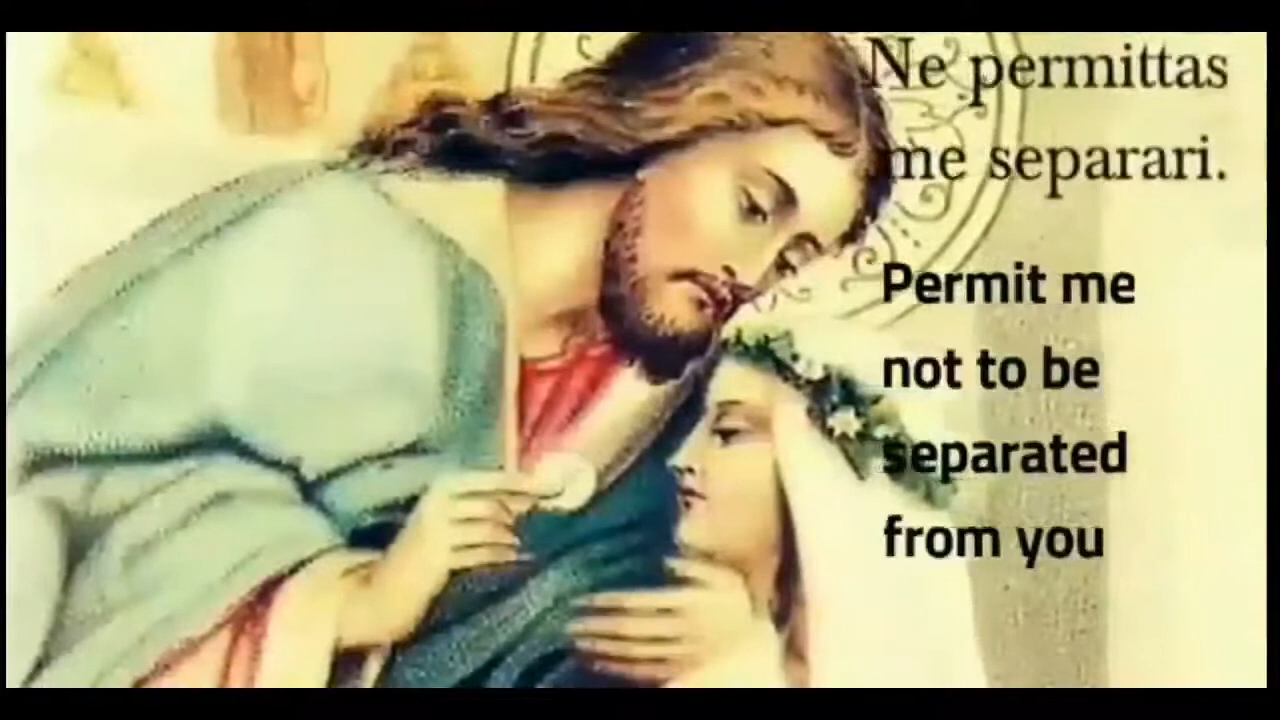 Ne permittas
me separari.
Permit me
not to be
separated
from you